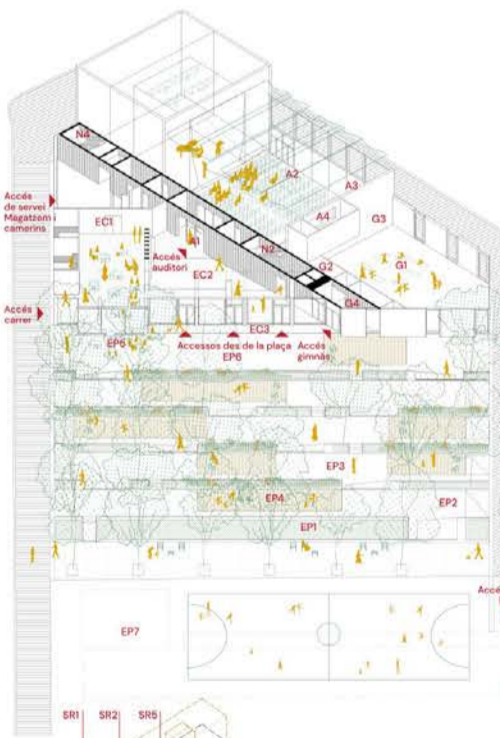 N4
A2
A3
Accés
de servei
Magatzem i
camerins
A4
G3
EC1
A1
N2
Accés
auditori
G2
G1
EC2
G4
Accés
carrer
EC3
EP5
Accessos des de la plaça
EP6
Accés
gimnàs
EP3
EP4
EP2
EP1
Accé
EP7
SR1
SR2
SR5